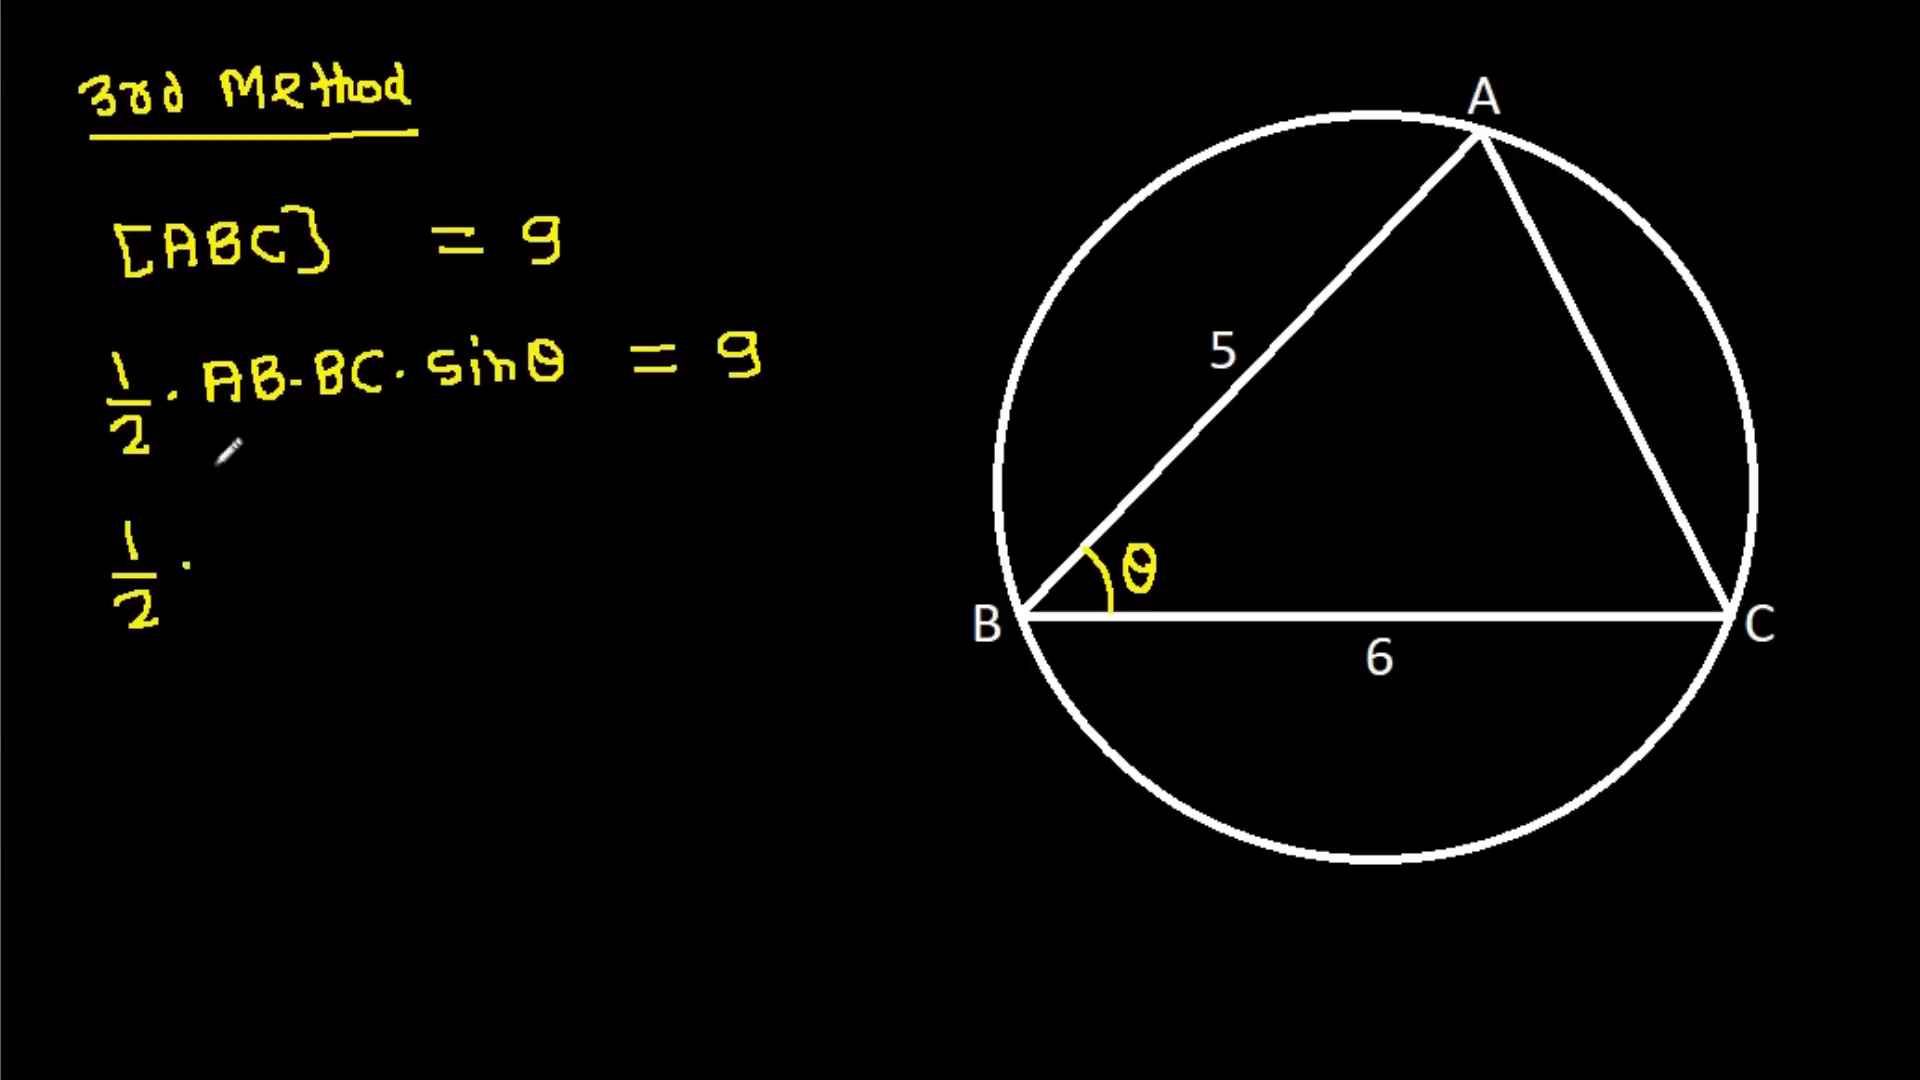 3rd Method
[ABC] = 9
1/2 · AB·BC· sinθ = 9
1/2 ·
A
5
θ
B
C
6